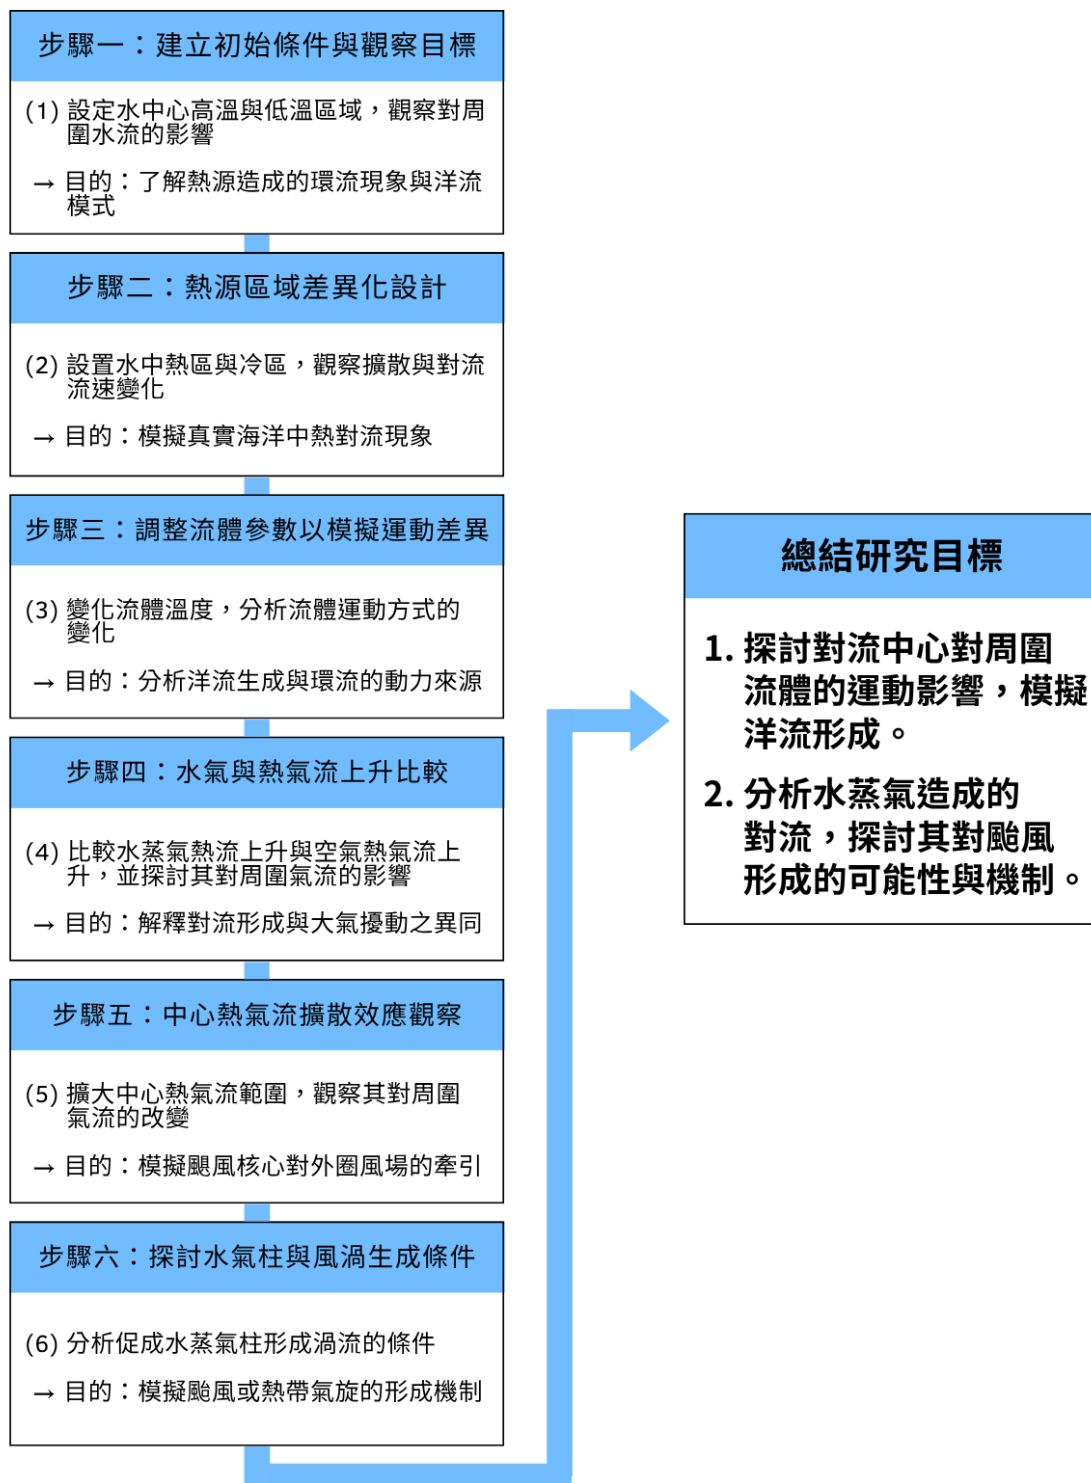 步驟一：建立初始條件與觀察目標
(1) 設定水中心高溫與低溫區域，觀察對周
圍水流的影響
→ 目的：了解熱源造成的環流現象與洋流
模式
步驟二：熱源區域差異化設計
(2) 設置水中熱區與冷區，觀察擴散與對流
流速變化
→ 目的：模擬真實海洋中熱對流現象
步驟三：調整流體參數以模擬運動差異
(3) 變化流體溫度，分析流體運動方式的
變化
→ 目的：分析洋流生成與環流的動力來源
步驟四：水氣與熱氣流上升比較
(4) 比較水蒸氣熱流上升與空氣熱氣流上
升，並探討其對周圍氣流的影響
→ 目的：解釋對流形成與大氣擾動之異同
步驟五：中心熱氣流擴散效應觀察
(5) 擴大中心熱氣流範圍，觀察其對周圍
氣流的改變
→ 目的：模擬颶風核心對外圈風場的牽引
步驟六：探討水氣柱與風渦生成條件
(6) 分析促成水蒸氣柱形成渦流的條件
→ 目的：模擬颱風或熱帶氣旋的形成機制
總結研究目標
1. 探討對流中心對周圍
流體的運動影響，模擬
洋流形成。
2. 分析水蒸氣造成的
對流，探討其對颱風
形成的可能性與機制。